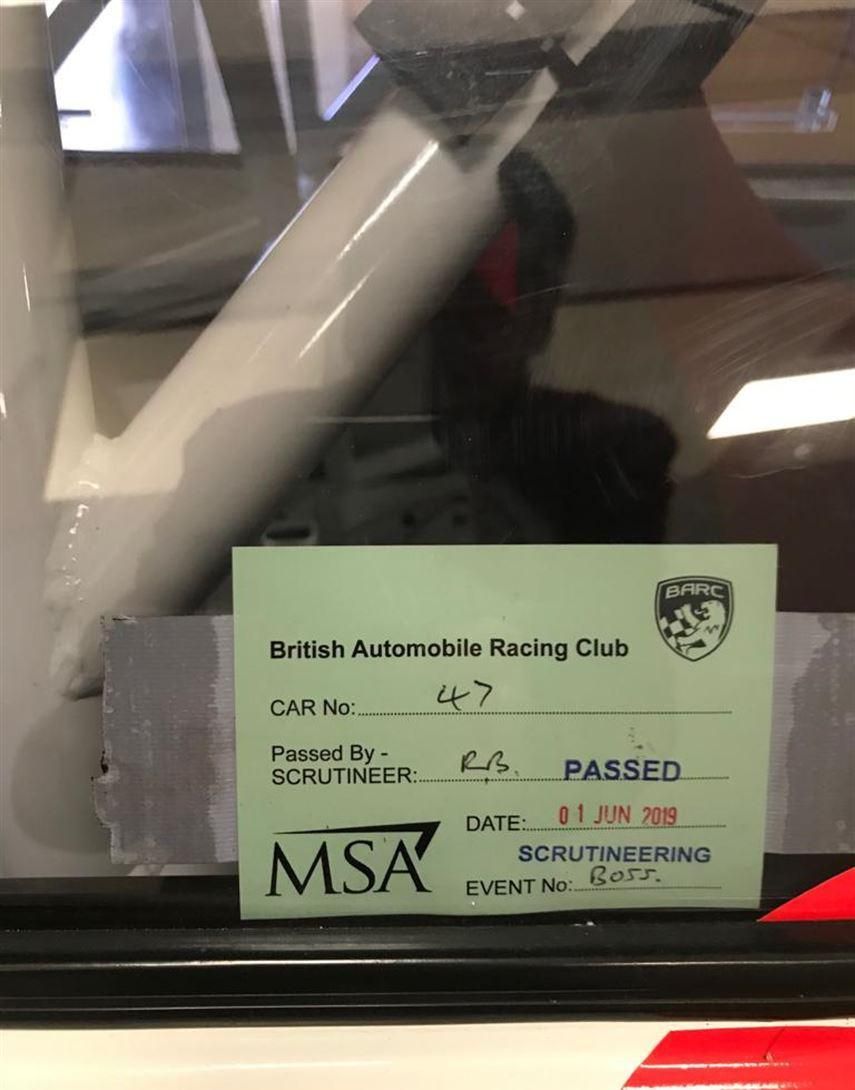 BARC
British Automobile Racing Club
CAR No: 47
Passed By -
SCRUTINEER: R.B. PASSED
DATE: 01 JUN 2019
SCRUTINEERING
MSA EVENT No: BOSS.